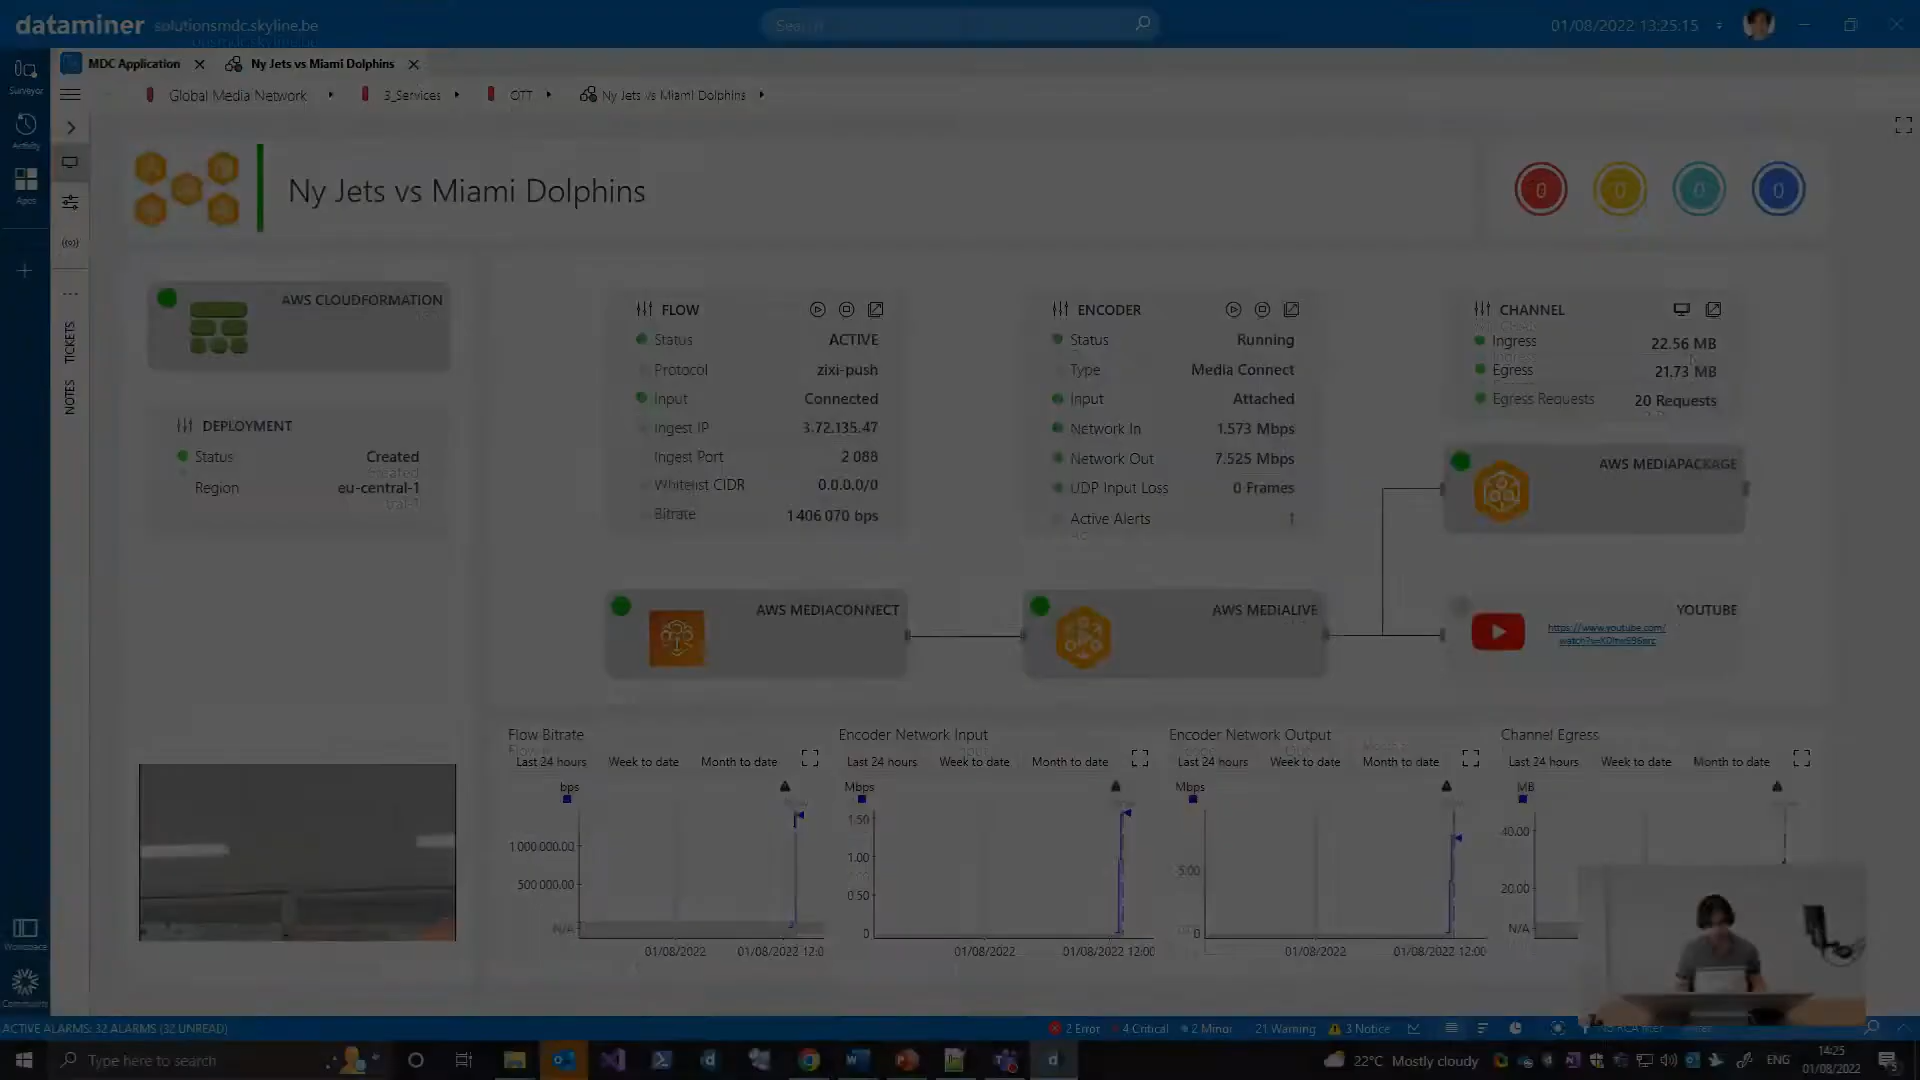 dataminer solutionsmdc.skyline.be
01/08/2022 13:25:15
Surveyor
Activity
Apps
Workspace
TICKETS
NOTES
MDC Application
Ny Jets vs Miami Dolphins
Global Media Network
3_Services
OTT
Ny Jets vs Miami Dolphins
Ny Jets vs Miami Dolphins
0 0 0 0
AWS CLOUDFORMATION
DEPLOYMENT
Status Created
Region eu-central-1
FLOW
Status ACTIVE
Protocol zixi-push
Input Connected
Ingest IP 3.72.135.47
Ingest Port 2 088
Whitelist CIDR 0.0.0.0/0
Bitrate 1 406 070 bps
ENCODER
Status Running
Type Media Connect
Input Attached
Network In 1.573 Mbps
Network Out 7.525 Mbps
UDP Input Loss 0 Frames
Active Alerts
CHANNEL
Ingress 22.56 MB
Egress 21.73 MB
Egress Requests 20 Requests
AWS MEDIAPACKAGE
AWS MEDIACONNECT
AWS MEDIALIVE
YOUTUBE
https://www.youtube.com/
Flow Bitrate
Last 24 hours Week to date Month to date
bps
1 000 000.00
500 000.00
N/A
01/08/2022 01/08/2022 12:0
Encoder Network Input
Last 24 hours Week to date Month to date
Mbps
1.50
1.00
0.50
0
01/08/2022 01/08/2022 12:00
Encoder Network Output
Last 24 hours Week to date Month to date
Mbps
5.00
0
01/08/2022 01/08/2022 12:00
Channel Egress
Last 24 hours Week to date Month to date
MB
40.00
20.00
N/A
ACTIVE ALARMS: 32 ALARMS (32 UNREAD)
2 Error 4 Critical 2 Minor 21 Warning 3 Notice
Type here to search
22°C Mostly cloudy
ENG
14:25
01/08/2022